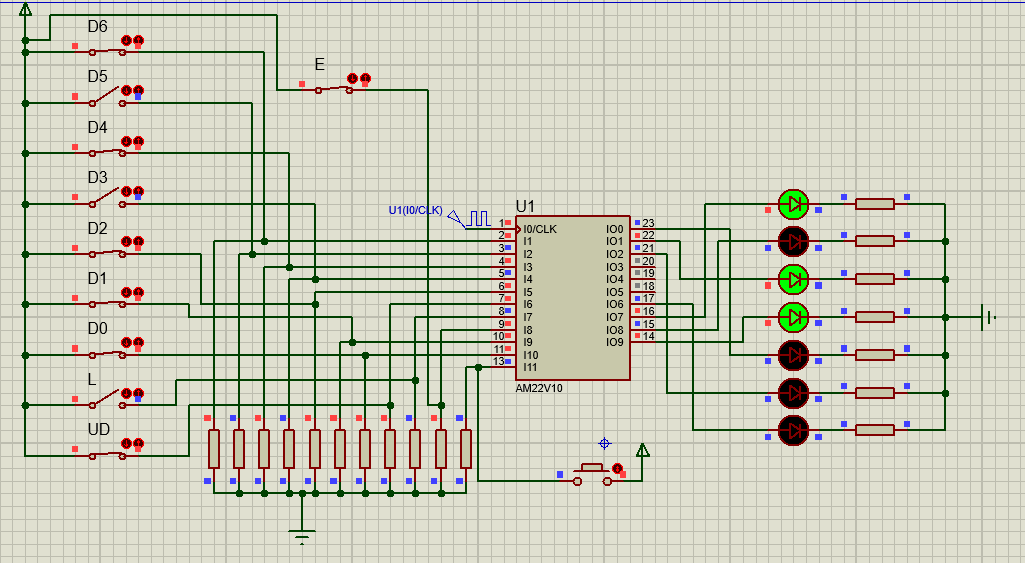 D6
D5
D4
D3
D2
D1
D0
L
UD
E
U1(I0/CLK)
U1
1 I0/CLK IO0 23
2 I1 IO1 22
3 I2 IO2 21
4 I3 IO3 20
5 I4 IO4 19
6 I5 IO5 18
7 I6 IO6 17
8 I7 IO7 16
9 I8 IO8 15
10 I9 IO9 14
11 I10
13 I11
AM22V10